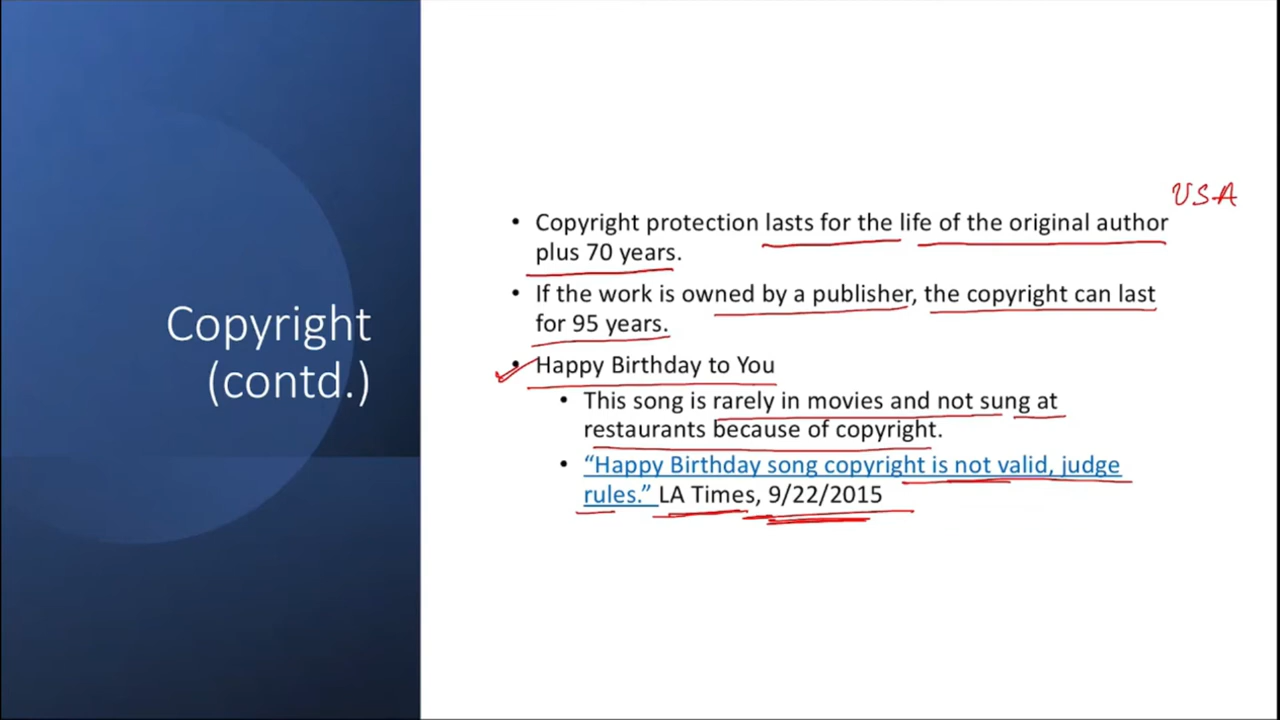 Copyright
(contd.)
USA
• Copyright protection lasts for the life of the original author
plus 70 years.
• If the work is owned by a publisher, the copyright can last
for 95 years.
• Happy Birthday to You
• This song is rarely in movies and not sung at
restaurants because of copyright.
• “Happy Birthday song copyright is not valid, judge
rules.” LA Times, 9/22/2015